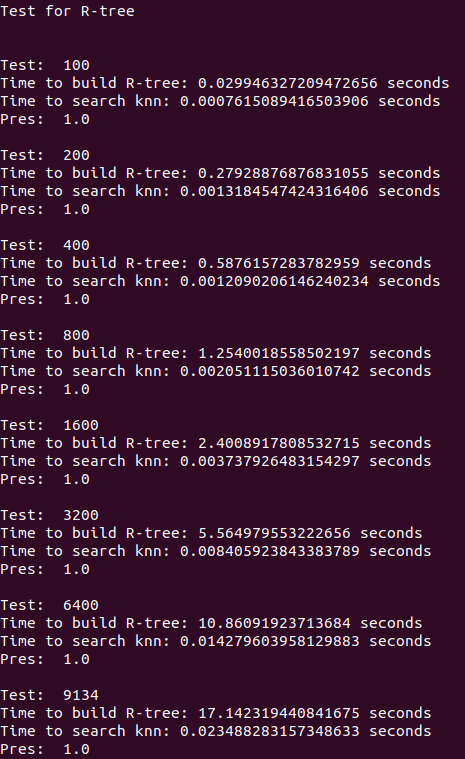 Test for R-tree
Test:  100
Time to build R-tree: 0.029946327209472656 seconds
Time to search knn: 0.0007615089416503906 seconds
Pres:  1.0
Test:  200
Time to build R-tree: 0.27928876876831055 seconds
Time to search knn: 0.0013184547424316406 seconds
Pres:  1.0
Test:  400
Time to build R-tree: 0.5876157283782959 seconds
Time to search knn: 0.0012090206146240234 seconds
Pres:  1.0
Test:  800
Time to build R-tree: 1.2540018558502197 seconds
Time to search knn: 0.002051115036010742 seconds
Pres:  1.0
Test:  1600
Time to build R-tree: 2.4008917808532715 seconds
Time to search knn: 0.003737926483154297 seconds
Pres:  1.0
Test:  3200
Time to build R-tree: 5.564979553222656 seconds
Time to search knn: 0.008405923843383789 seconds
Pres:  1.0
Test:  6400
Time to build R-tree: 10.86091923713684 seconds
Time to search knn: 0.014279603958129883 seconds
Pres:  1.0
Test:  9134
Time to build R-tree: 17.142319440841675 seconds
Time to search knn: 0.023488283157348633 seconds
Pres:  1.0